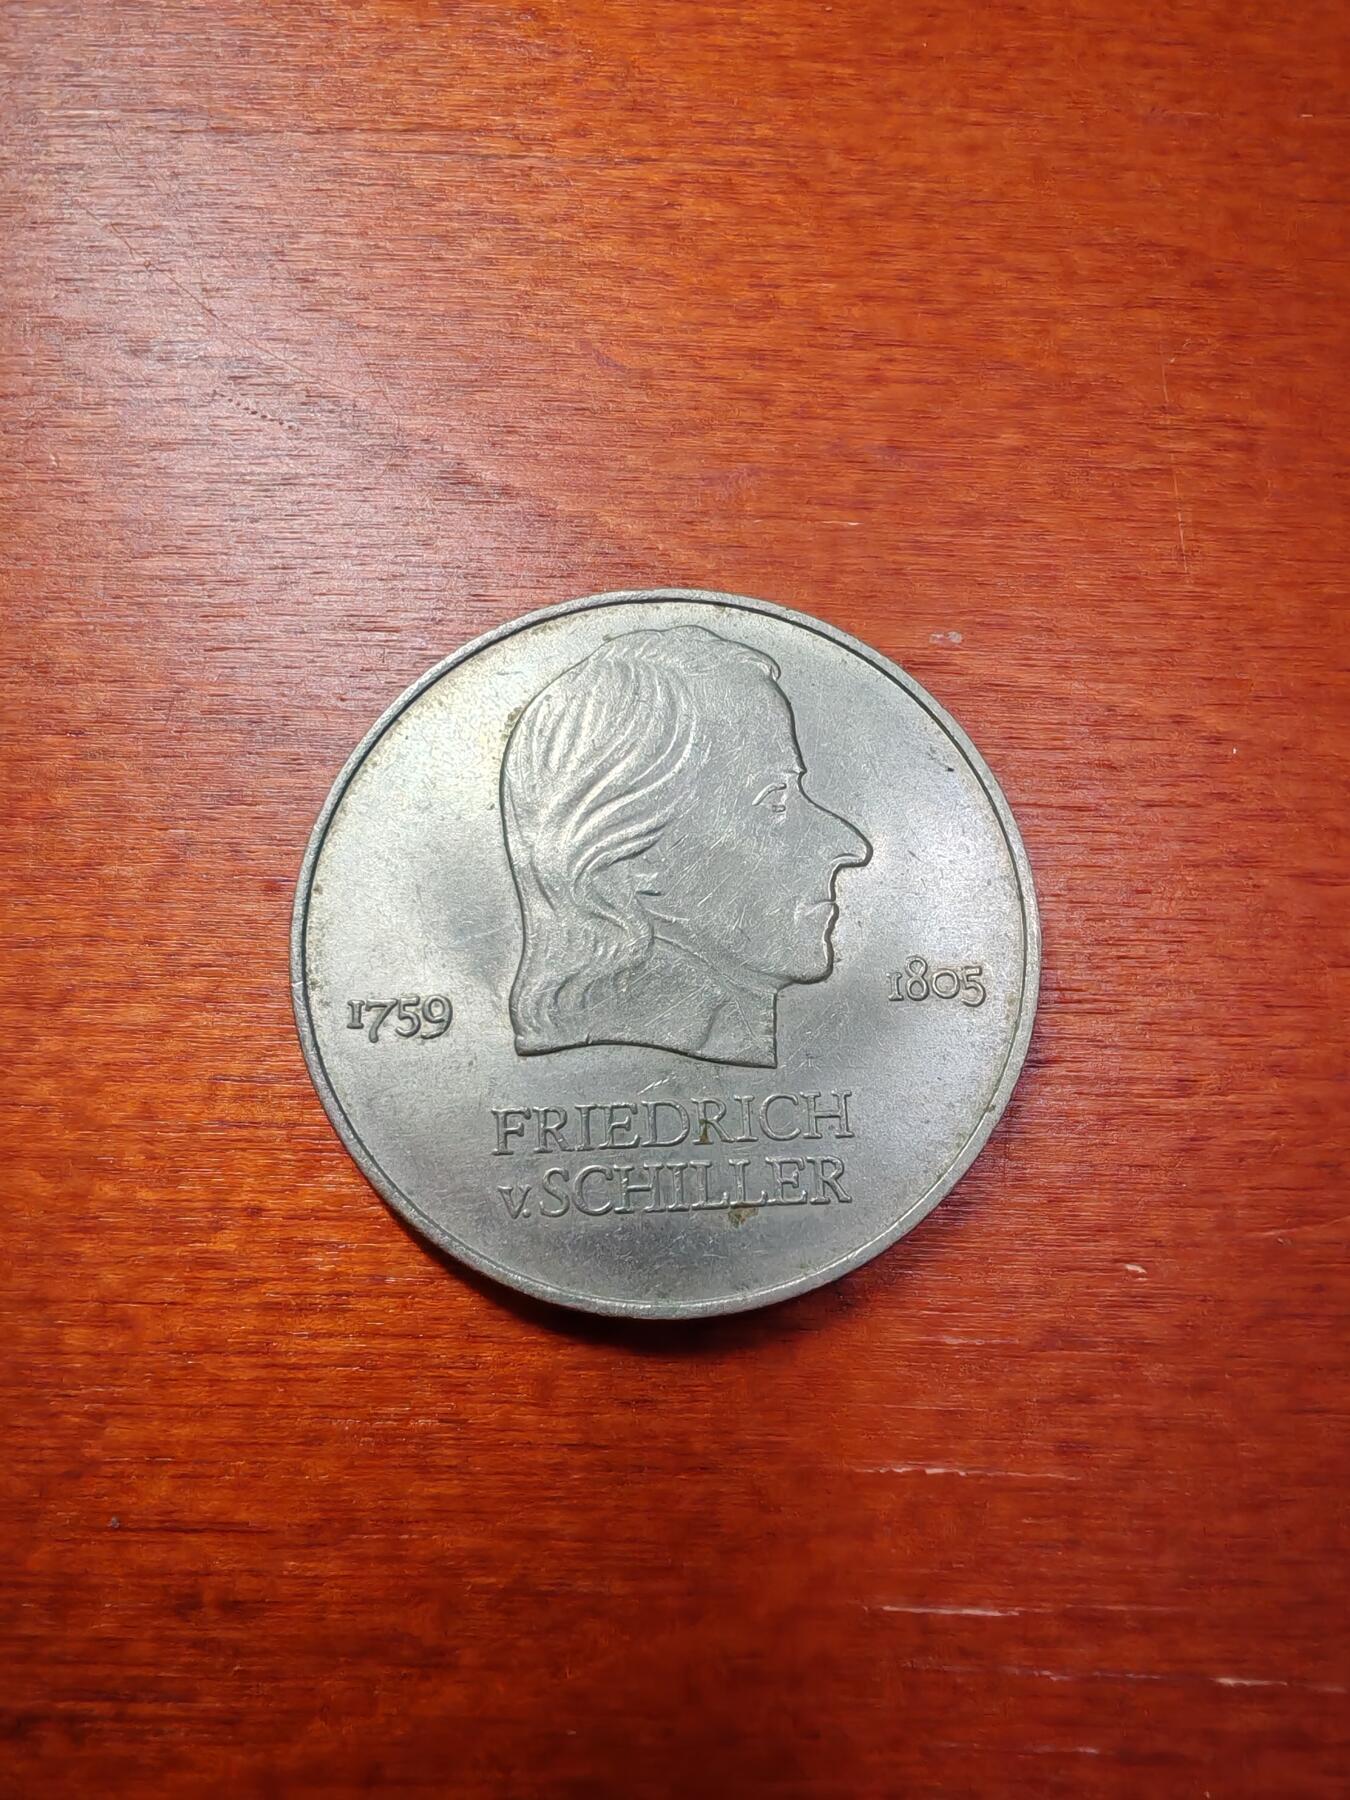 1759
1805
FRIEDRICH
v. SCHILLER